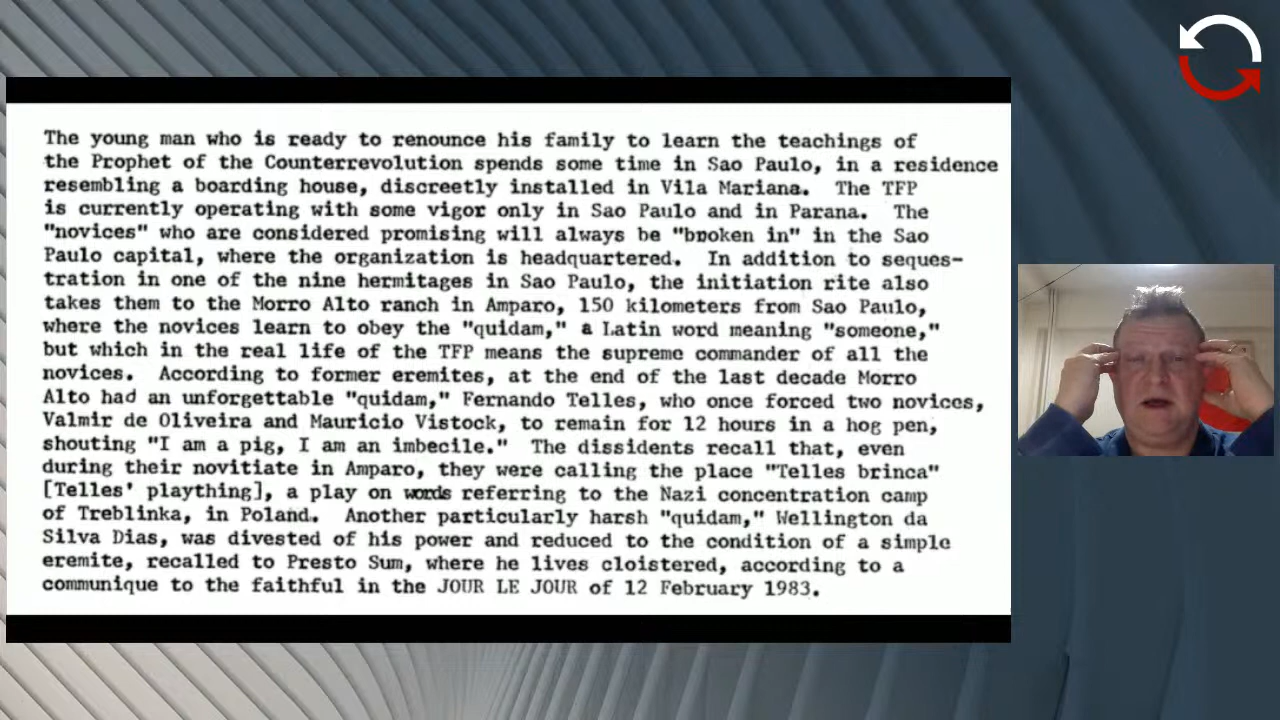 The young man who is ready to renounce his family to learn the teachings of
the Prophet of the Counterrevolution spends some time in Sao Paulo, in a residence
resembling a boarding house, discreetly installed in Vila Mariana. The TFP
is currently operating with some vigor only in Sao Paulo and in Parana. The
"novices" who are considered promising will always be "broken in" in the Sao
Paulo capital, where the organization is headquartered. In addition to seques-
tration in one of the nine hermitages in Sao Paulo, the initiation rite also
takes them to the Morro Alto ranch in Amparo, 150 kilometers from Sao Paulo,
where the novices learn to obey the "quidam," a Latin word meaning "someone,"
but which in the real life of the TFP means the supreme commander of all the
novices. According to former eremites, at the end of the last decade Morro
Alto had an unforgettable "quidam," Fernando Telles, who once forced two novices,
Valmir de Oliveira and Mauricio Vistock, to remain for 12 hours in a hog pen,
shouting "I am a pig, I am an imbecile." The dissidents recall that, even
during their novitiate in Amparo, they were calling the place "Telles brinca"
[Telles' plaything], a play on words referring to the Nazi concentration camp
of Treblinka, in Poland. Another particularly harsh "quidam," Wellington da
Silva Dias, was divested of his power and reduced to the condition of a simple
eremite, recalled to Presto Sum, where he lives cloistered, according to a
communique to the faithful in the JOUR LE JOUR of 12 February 1983.